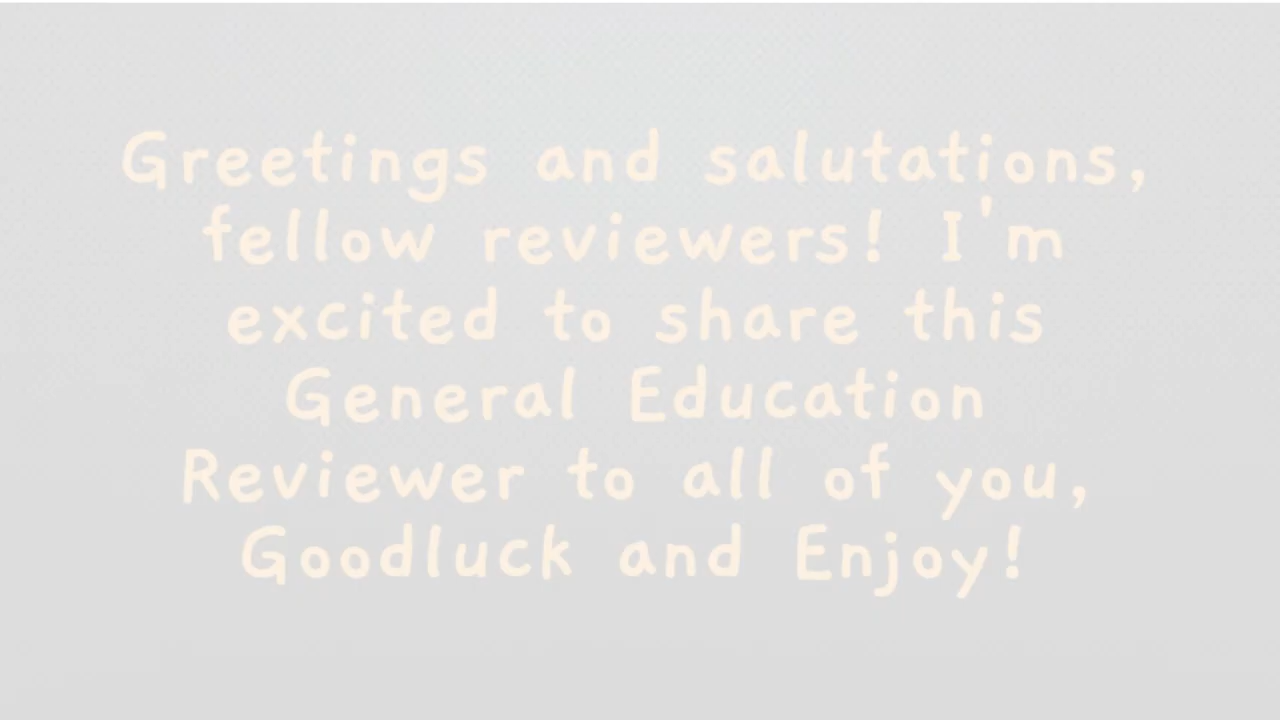 Greetings and salutations,
fellow reviewers! I'm
excited to share this
General Education
Reviewer to all of you,
Goodluck and Enjoy!